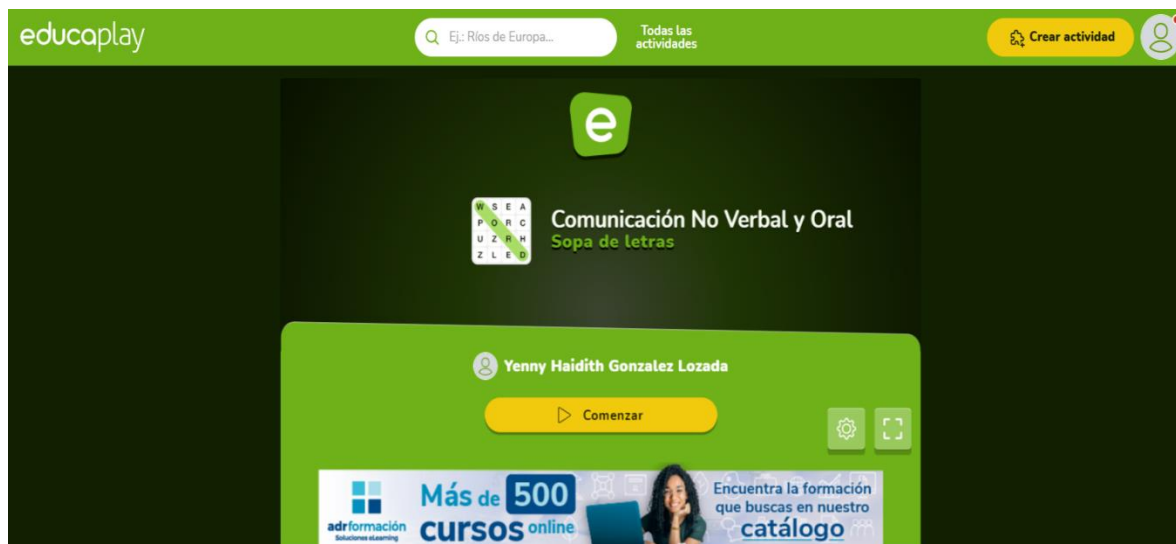 educaplay
Ej.: Ríos de Europa...
Todas las
actividades
Crear actividad
e
W S E A
P O R C
U Z R H
Z L E D
Comunicación No Verbal y Oral
Sopa de letras
Yenny Haidith Gonzalez Lozada
Comenzar
adrformación
Soluciones eLearning
Más de 500
cursos online
Encuentra la formación
que buscas en nuestro
catálogo